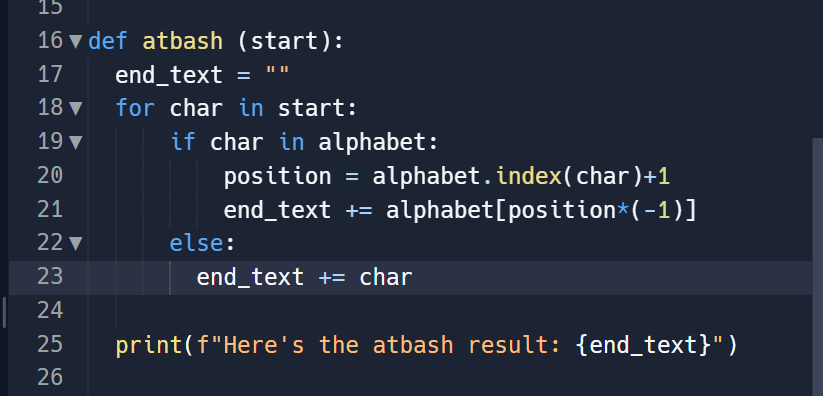 15
16 def atbash (start):
17 end_text = ""
18 for char in start:
19 if char in alphabet:
20 position = alphabet.index(char)+1
21 end_text += alphabet[position*(-1)]
22 else:
23 end_text += char
24
25 print(f"Here's the atbash result: {end_text}")
26